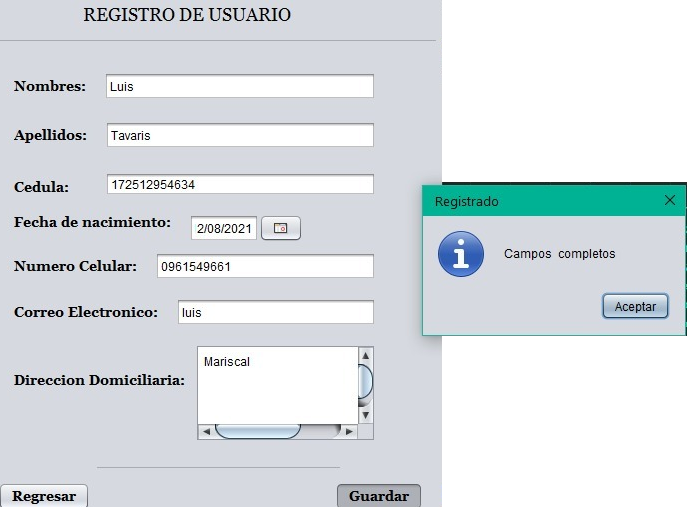 REGISTRO DE USUARIO
Nombres: Luis
Apellidos: Tavaris
Cedula: 172512954634
Fecha de nacimiento: 2/08/2021
Numero Celular: 0961549661
Correo Electronico: luis
Direccion Domiciliaria: Mariscal
Regresar Guardar
Registrado
Campos completos
Aceptar